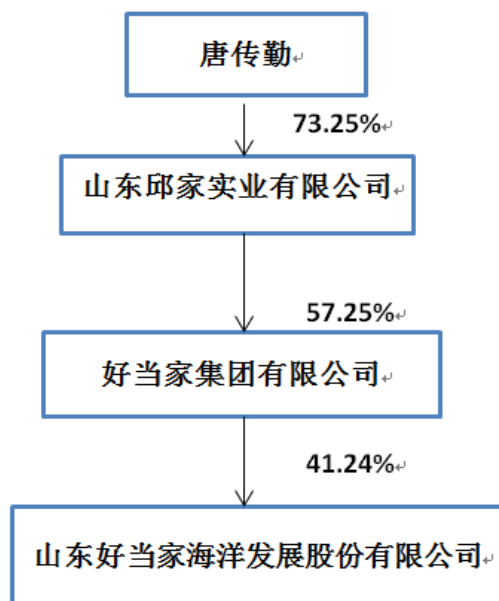 唐传勤
73.25%
山东邱家实业有限公司
57.25%
好当家集团有限公司
41.24%
山东好当家海洋发展股份有限公司